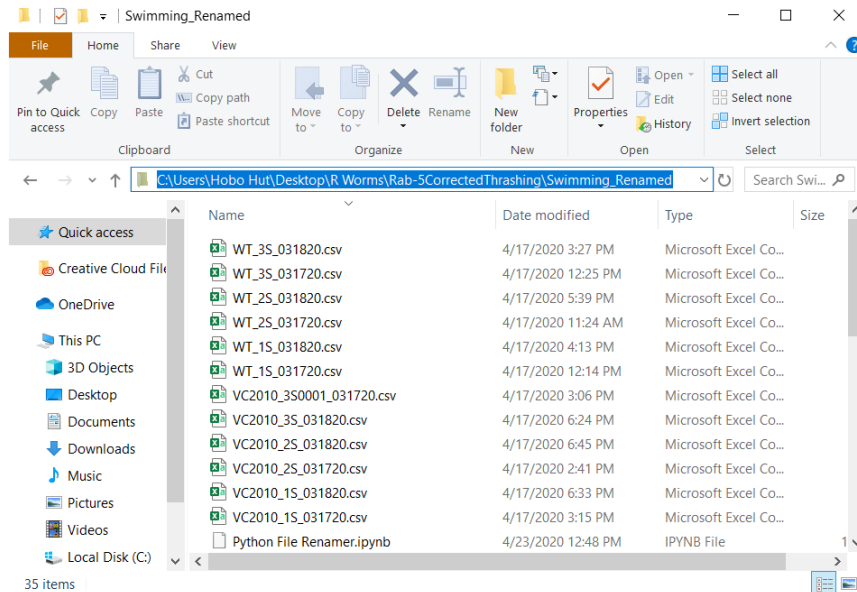 Swimming_Renamed
File Home Share View
Pin to Quick access
Copy
Paste
Cut
Copy path
Paste shortcut
Clipboard
Move to
Copy to
Delete
Rename
Organize
New folder
New
Properties
Open
Edit
History
Open
Select all
Select none
Invert selection
Select
C:\Users\Hobo Hut\Desktop\R Worms\Rab-5CorrectedThrashing\Swimming_Renamed
Search Swi...
Quick access
Creative Cloud File
OneDrive
This PC
3D Objects
Desktop
Documents
Downloads
Music
Pictures
Videos
Local Disk (C:)
Name Date modified Type Size
WT_3S_031820.csv 4/17/2020 3:27 PM Microsoft Excel Co...
WT_3S_031720.csv 4/17/2020 12:25 PM Microsoft Excel Co...
WT_2S_031820.csv 4/17/2020 5:39 PM Microsoft Excel Co...
WT_2S_031720.csv 4/17/2020 11:24 AM Microsoft Excel Co...
WT_1S_031820.csv 4/17/2020 4:13 PM Microsoft Excel Co...
WT_1S_031720.csv 4/17/2020 12:14 PM Microsoft Excel Co...
VC2010_3S0001_031720.csv 4/17/2020 3:06 PM Microsoft Excel Co...
VC2010_3S_031820.csv 4/17/2020 6:24 PM Microsoft Excel Co...
VC2010_2S_031820.csv 4/17/2020 6:45 PM Microsoft Excel Co...
VC2010_2S_031720.csv 4/17/2020 2:41 PM Microsoft Excel Co...
VC2010_1S_031820.csv 4/17/2020 6:33 PM Microsoft Excel Co...
VC2010_1S_031720.csv 4/17/2020 3:15 PM Microsoft Excel Co...
Python File Renamer.ipynb 4/23/2020 12:48 PM IPYNB File 1
35 items